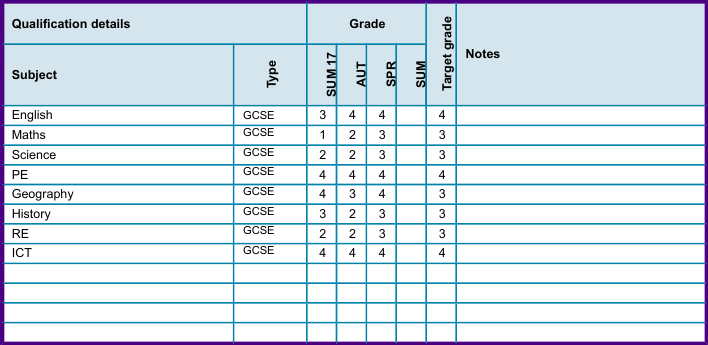 Qualification details Grade Target grade Notes
Subject Type SUM 17 AUT SPR SUM
English GCSE 3 4 4 4
Maths GCSE 1 2 3 3
Science GCSE 2 2 3 3
PE GCSE 4 4 4 4
Geography GCSE 4 3 4 3
History GCSE 3 2 3 3
RE GCSE 2 2 3 3
ICT GCSE 4 4 4 4